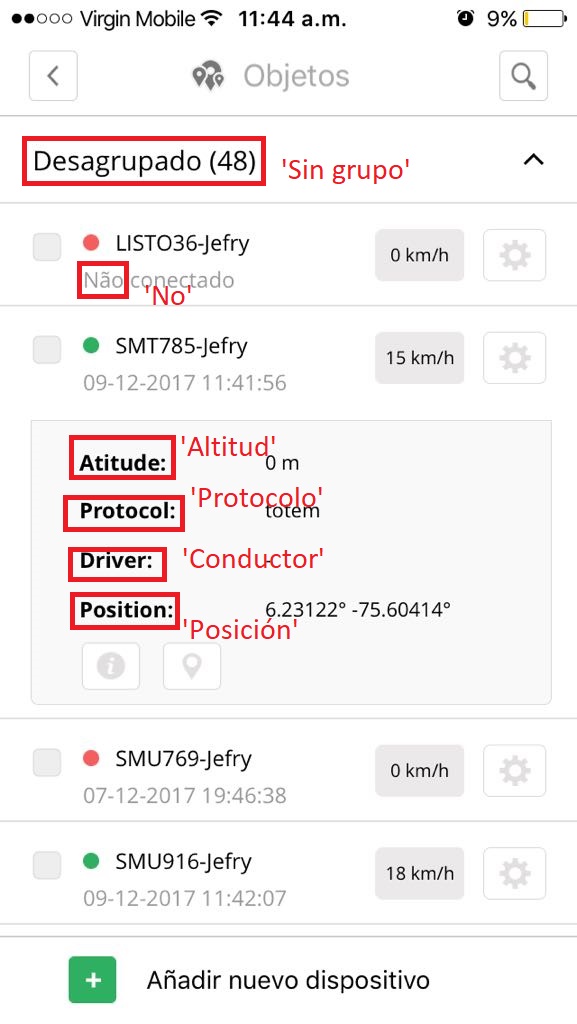 Virgin Mobile 11:44 a.m. 9%
Objetos
Desagrupado (48) 'Sin grupo'
LISTO36-Jefry 0 km/h
Não conectado
'No'
SMT785-Jefry 15 km/h
09-12-2017 11:41:56
'Altitud'
Atitude: 0 m
'Protocolo'
Protocol: totem
Driver: - 'Conductor'
Position: 6.23122° -75.60414°
'Posición'
SMU769-Jefry 0 km/h
07-12-2017 19:46:38
SMU916-Jefry 18 km/h
09-12-2017 11:42:07
+ Añadir nuevo dispositivo